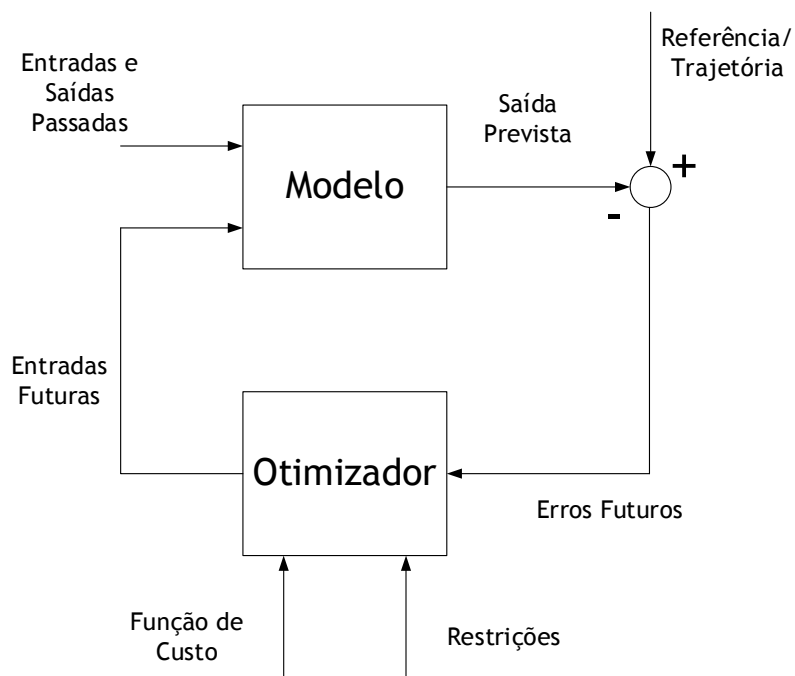 Referência/
Trajetória
Entradas e
Saídas
Passadas
Saída
Prevista
Modelo
+
-
Entradas
Futuras
Otimizador
Erros Futuros
Função de
Custo
Restrições